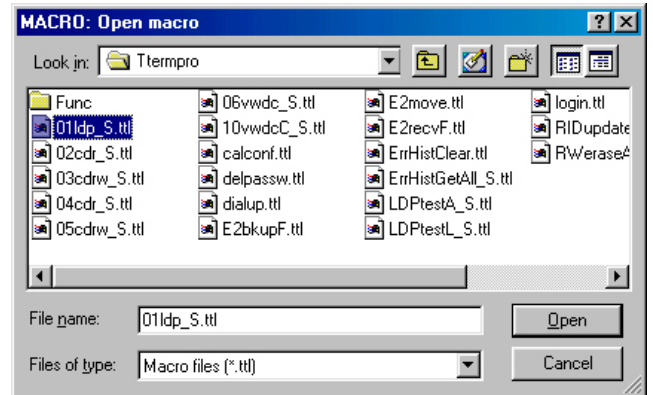 MACRO: Open macro
Look in: Ttermpro
Func
01ldp_S.ttl
02cdr_S.ttl
03cdrw_S.ttl
04cdr_S.ttl
05cdrw_S.ttl
06vwdc_S.ttl
10vwdcC_S.ttl
calconf.ttl
delpassw.ttl
dialup.ttl
E2bkupF.ttl
E2move.ttl
E2recvF.ttl
ErrHistClear.ttl
ErrHistGetAll_S.ttl
LDPtestA_S.ttl
LDPtestL_S.ttl
login.ttl
RIDupdate
RWeraseA
File name: 01ldp_S.ttl Open
Files of type: Macro files (*.ttl) Cancel